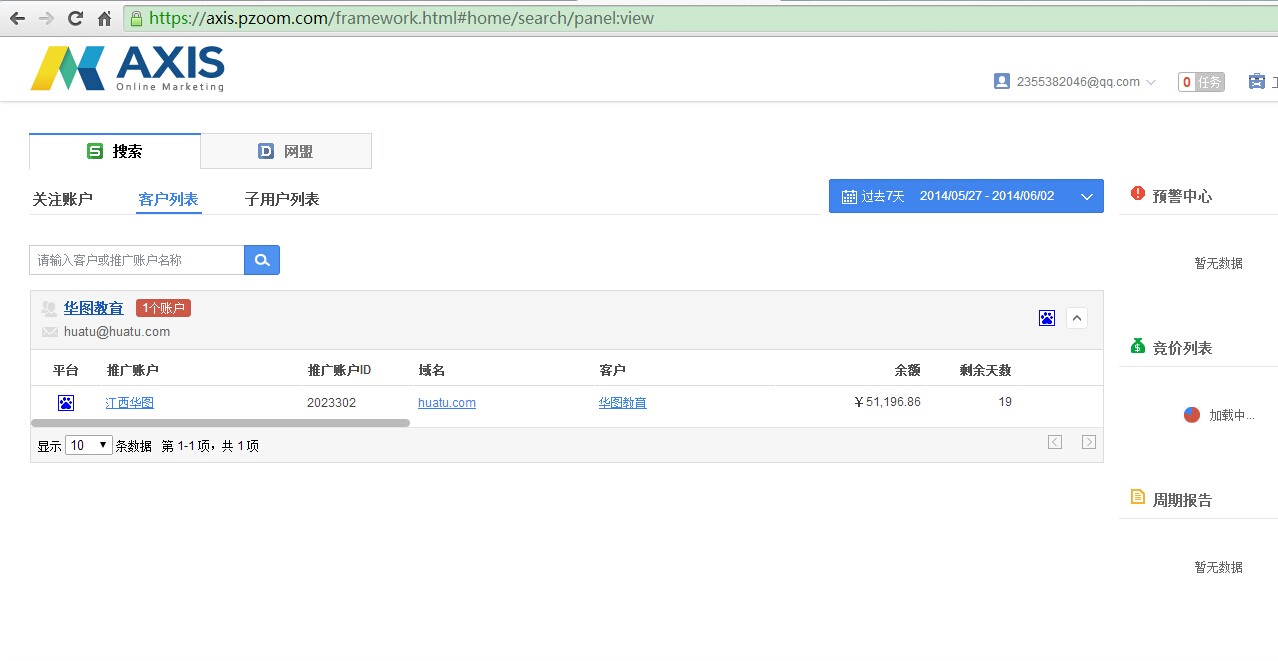 https://axis.pzoom.com/framework.html#home/search/panel:view
AXIS
Online Marketing
2355382046@qq.com 0 任务
搜索 网盟
关注账户 客户列表 子用户列表 过去7天 2014/05/27 - 2014/06/02 预警中心
请输入客户或推广账户名称 暂无数据
华图教育 1个账户
huatu@huatu.com
竞价列表
平台 推广账户 推广账户ID 域名 客户 余额 剩余天数
江西华图 2023302 huatu.com 华图教育 ¥51,196.86 19
加载中...
显示 10 条数据 第 1-1 项, 共 1 项
周期报告
暂无数据